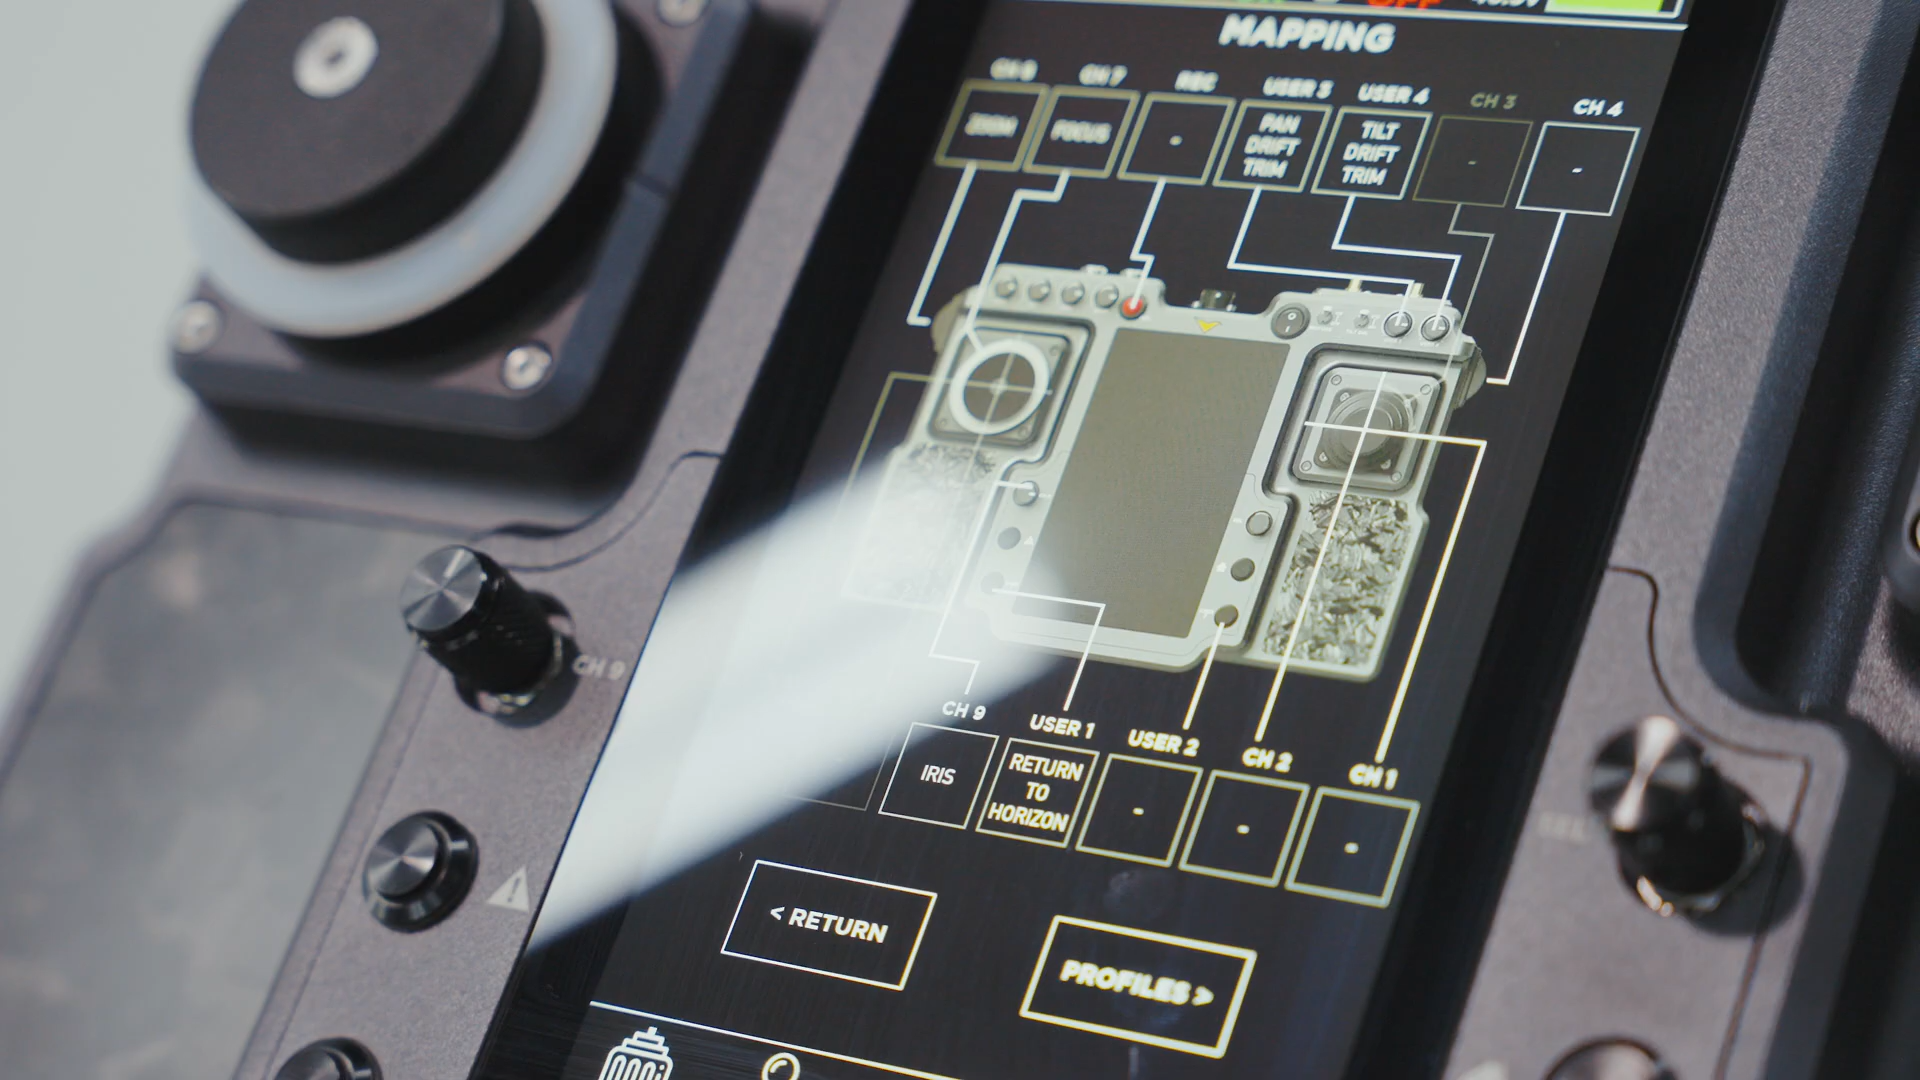 OFF
MAPPING
CH 7
REC
USER 3
USER 4
CH 3
CH 4
ZOOM
FOCUS
-
PAN
DRIFT
TRIM
TILT
DRIFT
TRIM
-
-
CH 9
CH 9
USER 1
USER 2
CH 2
CH 1
IRIS
RETURN
TO
HORIZON
-
-
-
< RETURN
PROFILES >